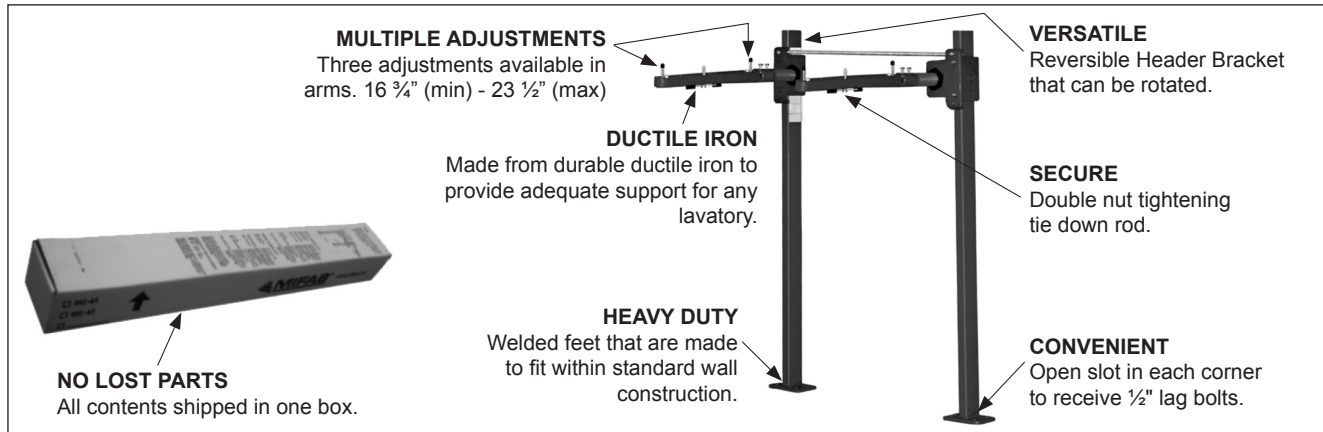 MULTIPLE ADJUSTMENTS
Three adjustments available in
arms. 16 ¾” (min) - 23 ½” (max)
VERSATILE
Reversible Header Bracket
that can be rotated.
DUCTILE IRON
Made from durable ductile iron to
provide adequate support for any
lavatory.
SECURE
Double nut tightening
tie down rod.
MIFAB
MC-41
NO LOST PARTS
All contents shipped in one box.
HEAVY DUTY
Welded feet that are made
to fit within standard wall
construction.
CONVENIENT
Open slot in each corner
to receive ½" lag bolts.